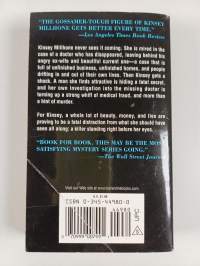 "THE GOSSAMER-TOUGH FIGURE OF KINSEY
MILLHONE GETS BETTER EVERY TIME."
—Los Angeles Times Book Review
Kinsey Millhone never sees it coming. She is mired in the
case of a doctor who has disappeared, leaving behind an
angry ex-wife and beautiful current one—a case that is
full of unfinished business, unfinished homes, and people
drifting in and out of their own lives. Then Kinsey gets a
shock. A man she finds attractive is hiding a fatal secret,
and her own investigation into the missing doctor is
turning up a strong whiff of medical fraud, and more than
a hint of murder.
For Kinsey, a whole lot of beauty, money, and lies are
proving to be a fatal distraction from what she should have
seen all along: a killer standing right before her eyes.
"BOOK FOR BOOK, THIS MAY BE THE MOST
SATISFYING MYSTERY SERIES GOING."
—The Wall Street Journal
ISBN 0-345-44980-0
UPC